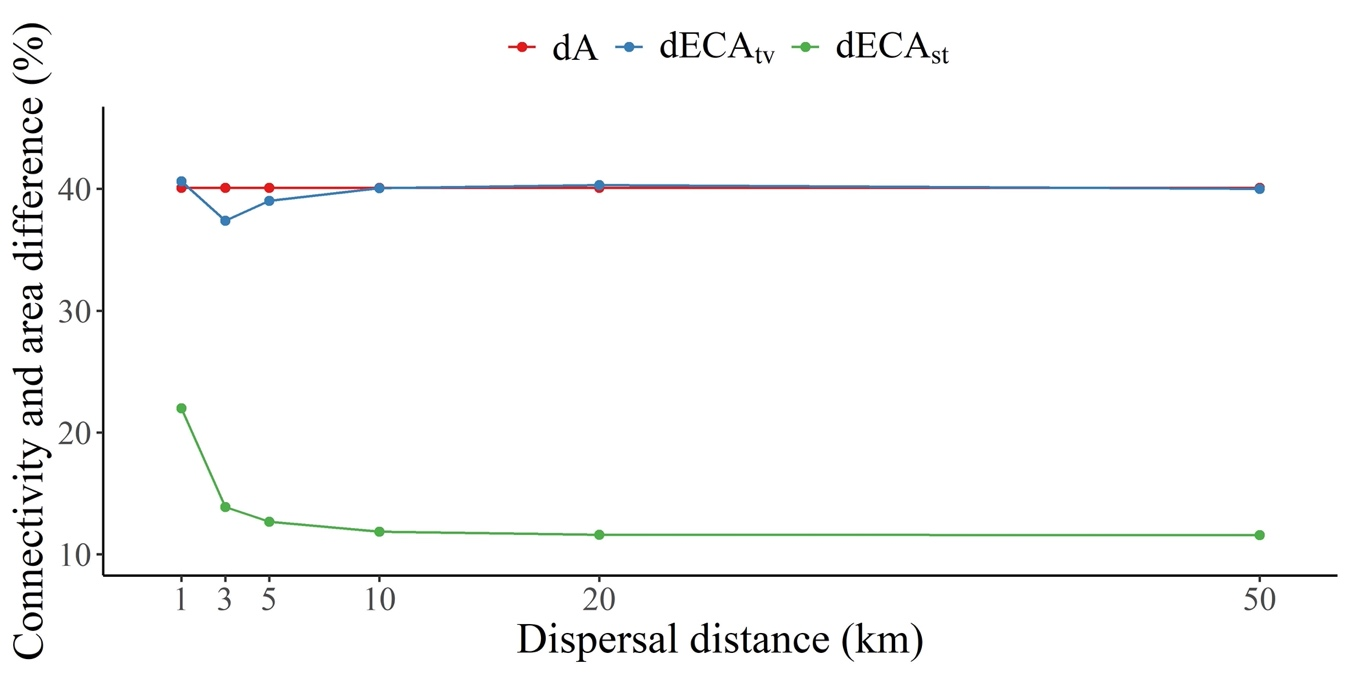 dA dECAtv dECAst
Connectivity and area difference (%)
40
30
20
10
1 3 5 10 20 50
Dispersal distance (km)